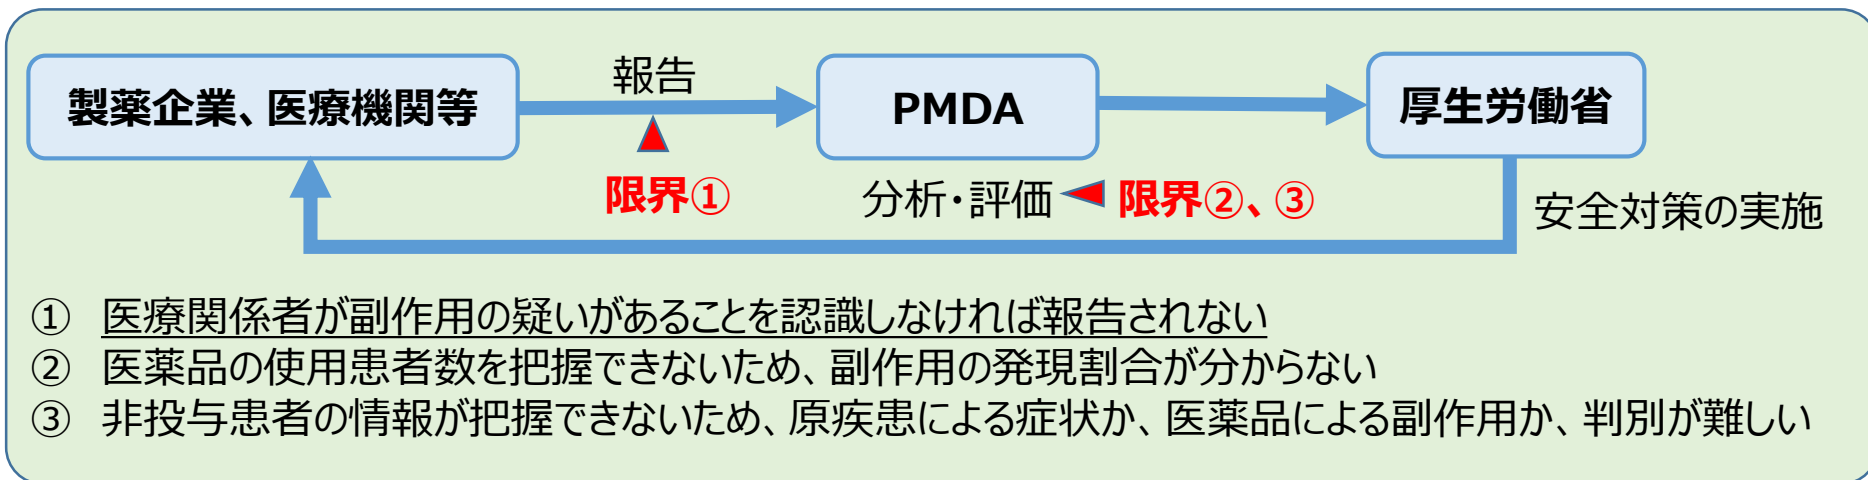 報告
製薬企業、医療機関等
PMDA
厚生労働省
限界①
分析・評価
限界②、③
安全対策の実施
① 医療関係者が副作用の疑いがあることを認識しなければ報告されない
② 医薬品の使用患者数を把握できないため、副作用の発現割合が分からない
③ 非投与患者の情報が把握できないため、原疾患による症状か、医薬品による副作用か、判別が難しい